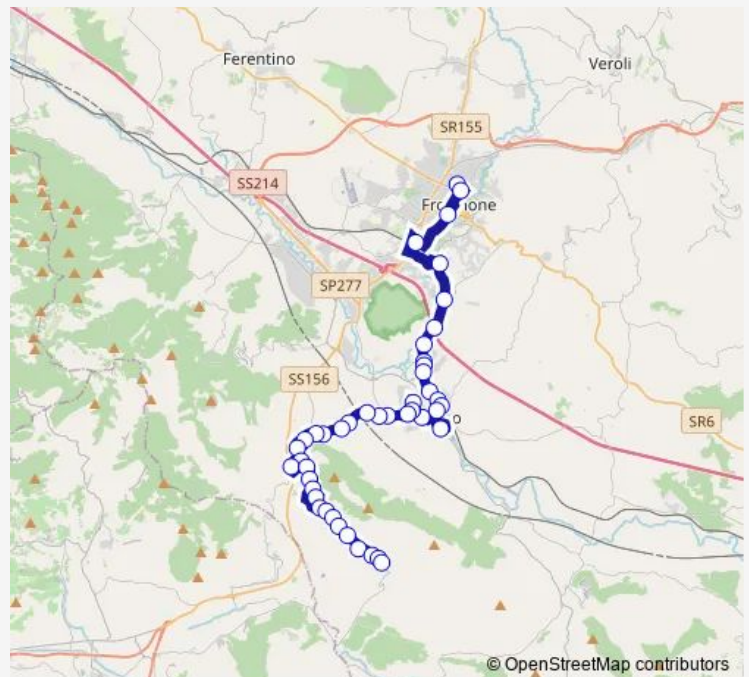 Ferentino
Veroli
SR155
SS214
SP277
SS156
SR6
© OpenStreetMap contributors